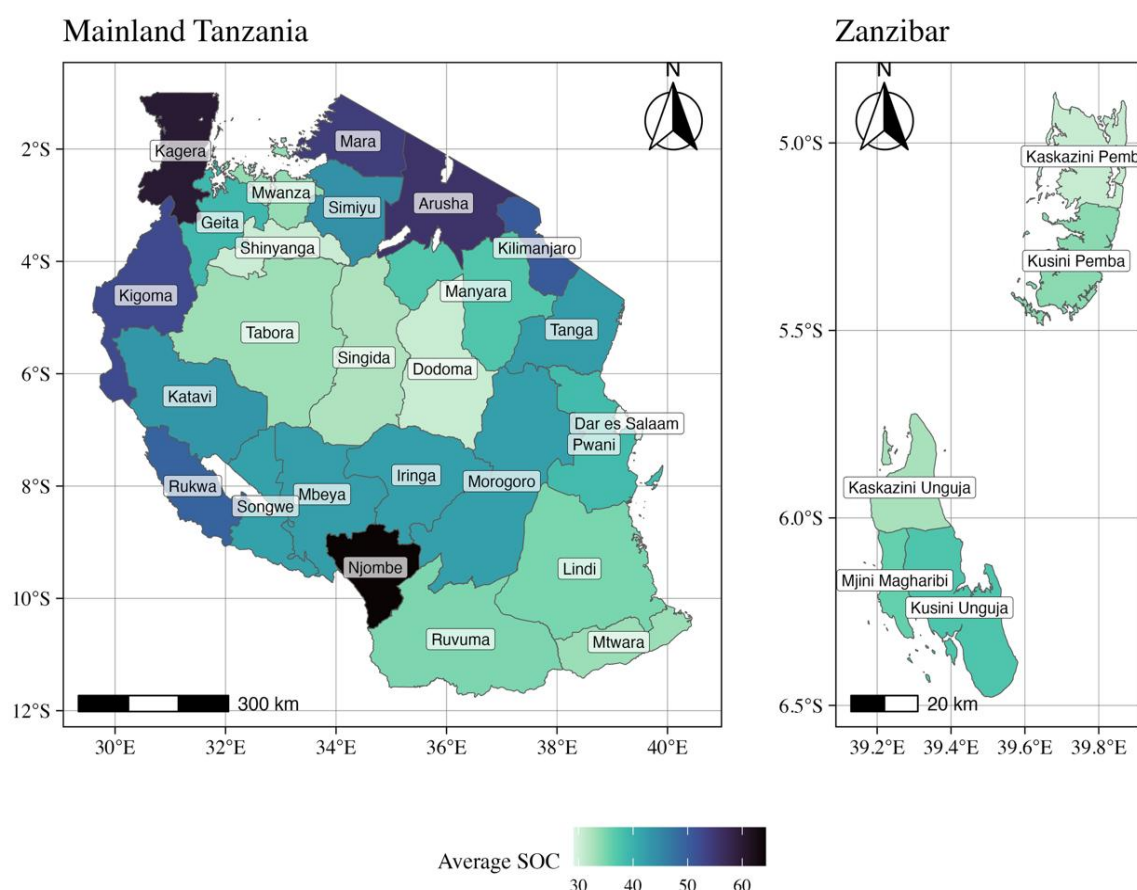 Mainland Tanzania
Zanzibar
N
N
2°S
4°S
6°S
8°S
10°S
12°S
Kagera
Mara
Mwanza
Arusha
Simiyu
Geita
Shinyanga
Kilimanjaro
Kigoma
Manyara
Tabora
Tanga
Singida
Dodoma
Katavi
Dar es Salaam
Pwani
Rukwa
Iringa
Morogoro
Mbeya
Songwe
Njombe
Lindi
Ruvuma
Mtwara
300 km
30°E 32°E 34°E 36°E 38°E 40°E
5.0°S
5.5°S
6.0°S
6.5°S
Kaskazini Pemb
Kusini Pemba
Kaskazini Unguja
Mjini Magharibi
Kusini Unguja
20 km
39.2°E 39.4°E 39.6°E 39.8°E
Average SOC
30 40 50 60